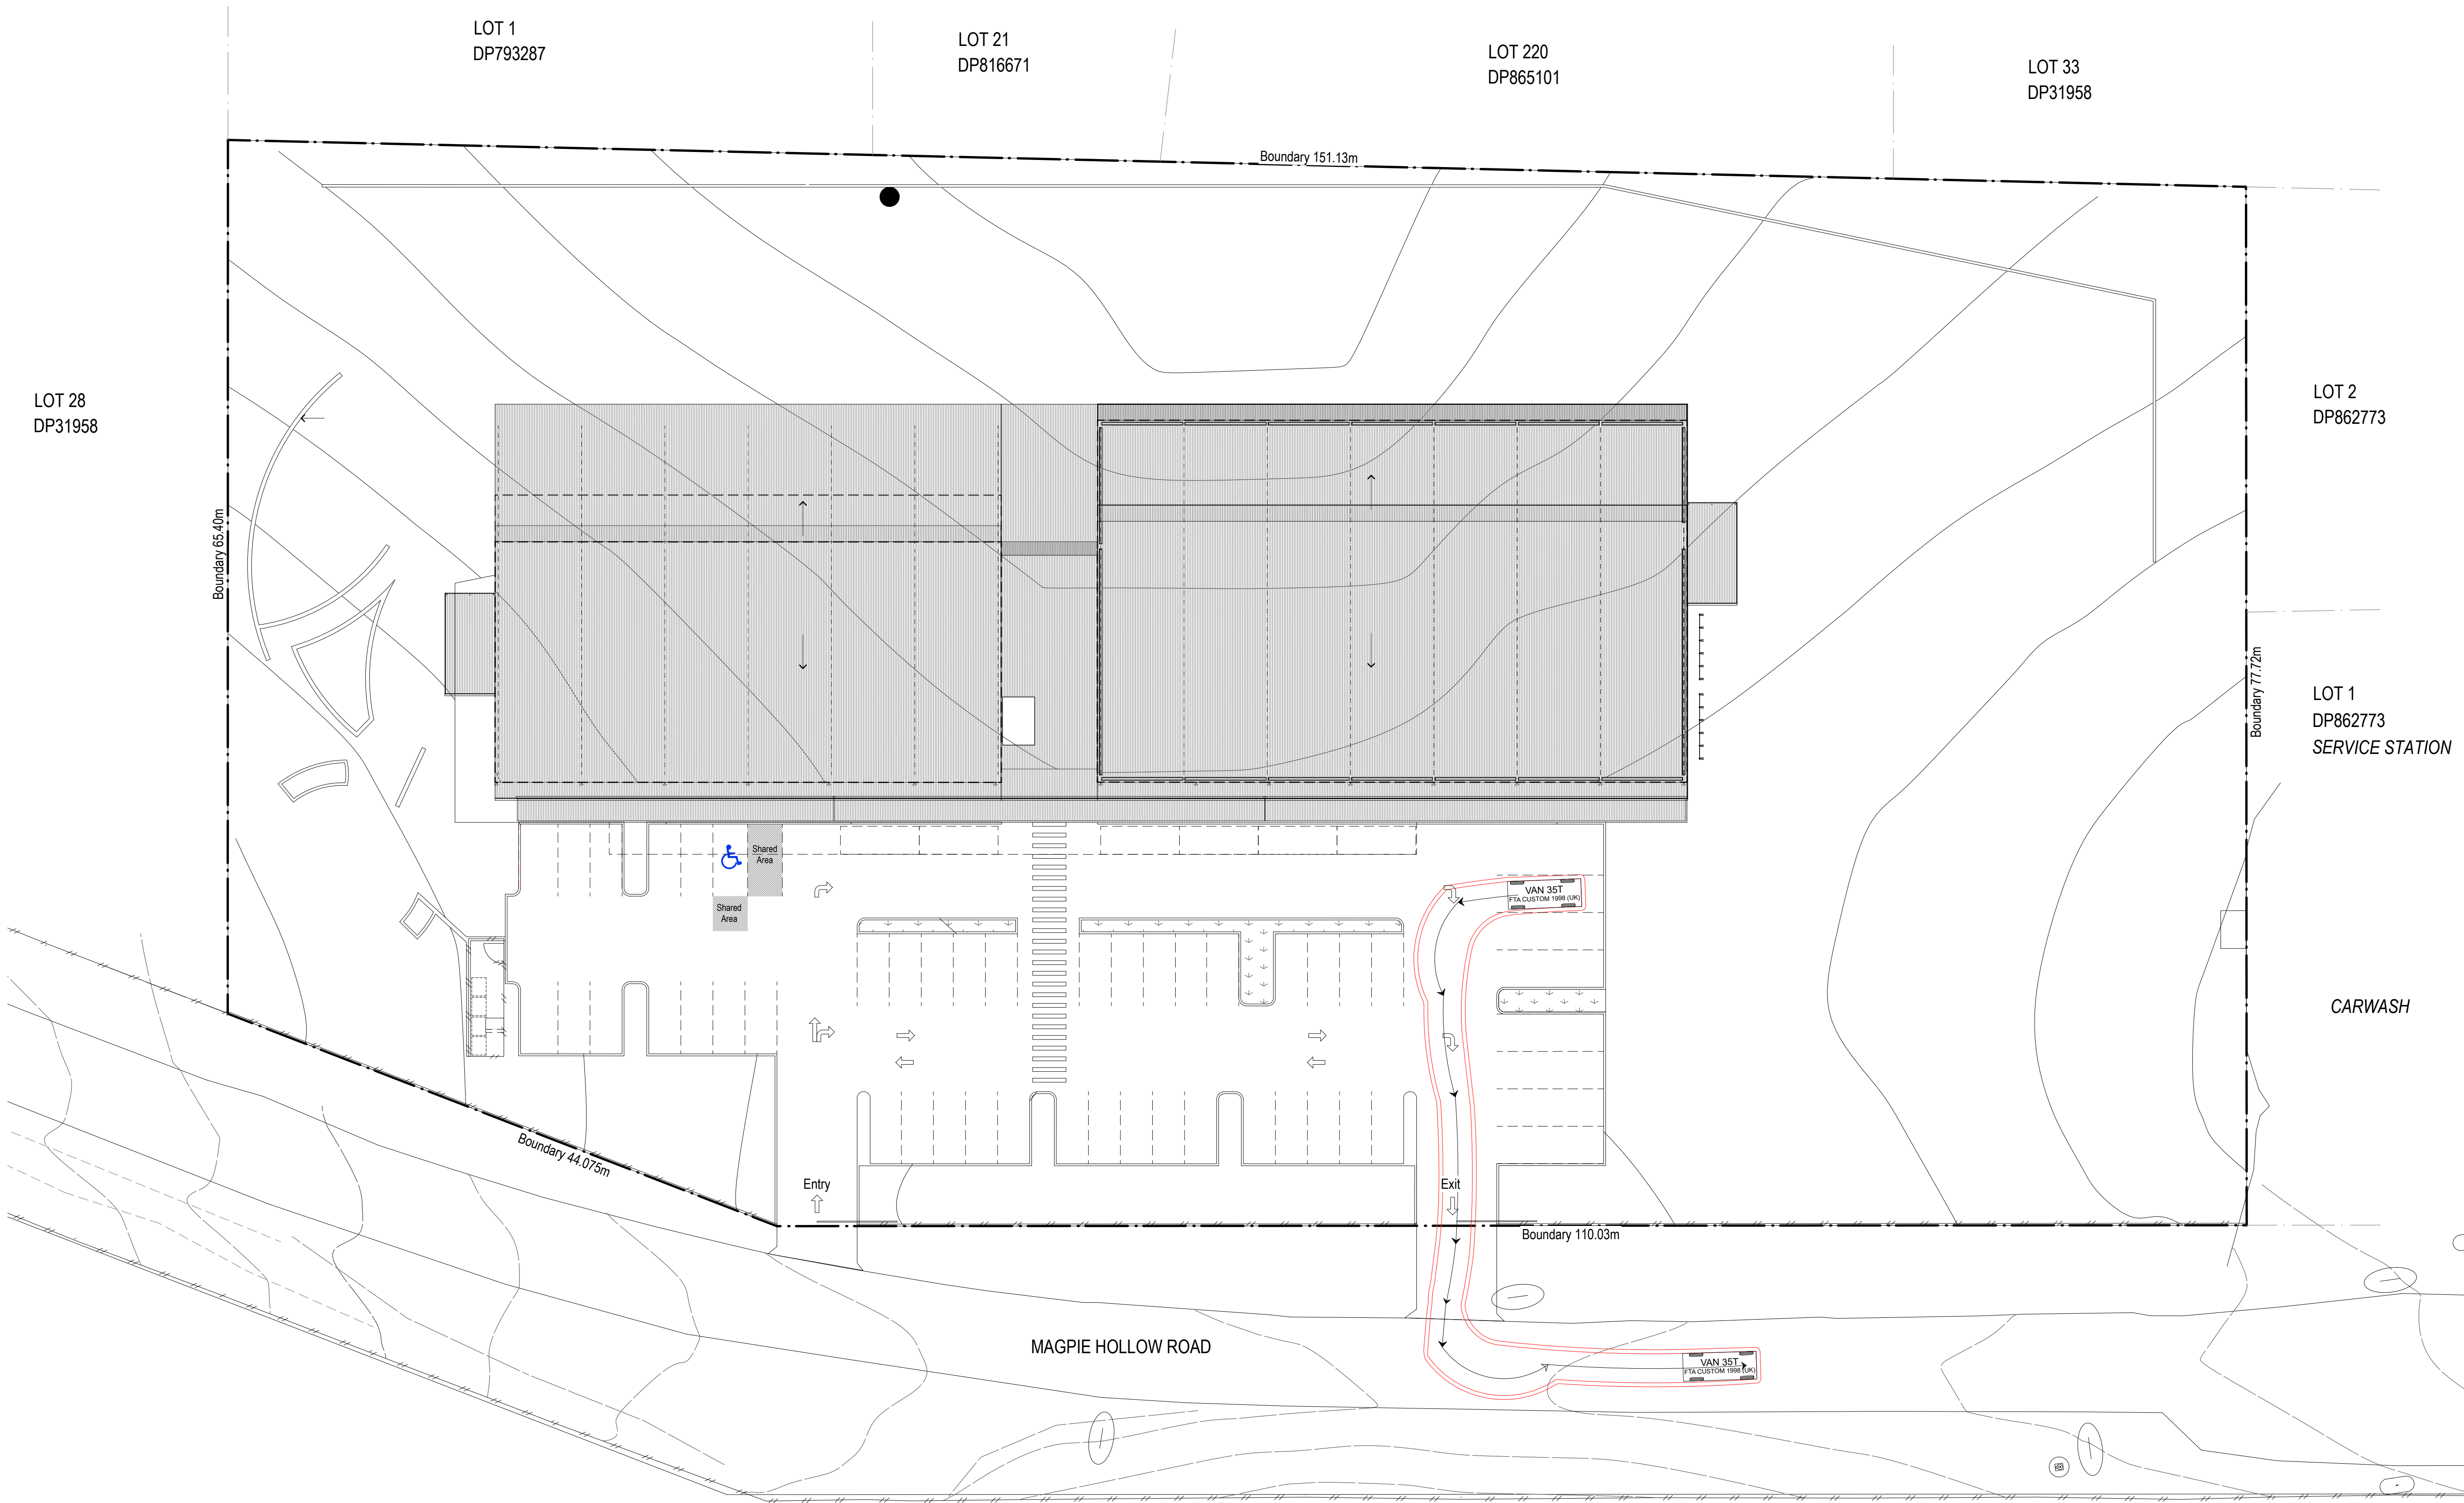 LOT 1
DP793287
LOT 21
DP816671
LOT 220
DP865101
LOT 33
DP31958
Boundary 151.13m
LOT 28
DP31958
LOT 2
DP862773
Boundary 65.40m
Boundary 77.72m
LOT 1
DP862773
SERVICE STATION
Shared
Area
Shared
Area
VAN 35T
FTA CUSTOM 1998 (UK)
CARWASH
Boundary 44.075m
Entry
Exit
Boundary 110.03m
MAGPIE HOLLOW ROAD
VAN 35T
FTA CUSTOM 1998 (UK)